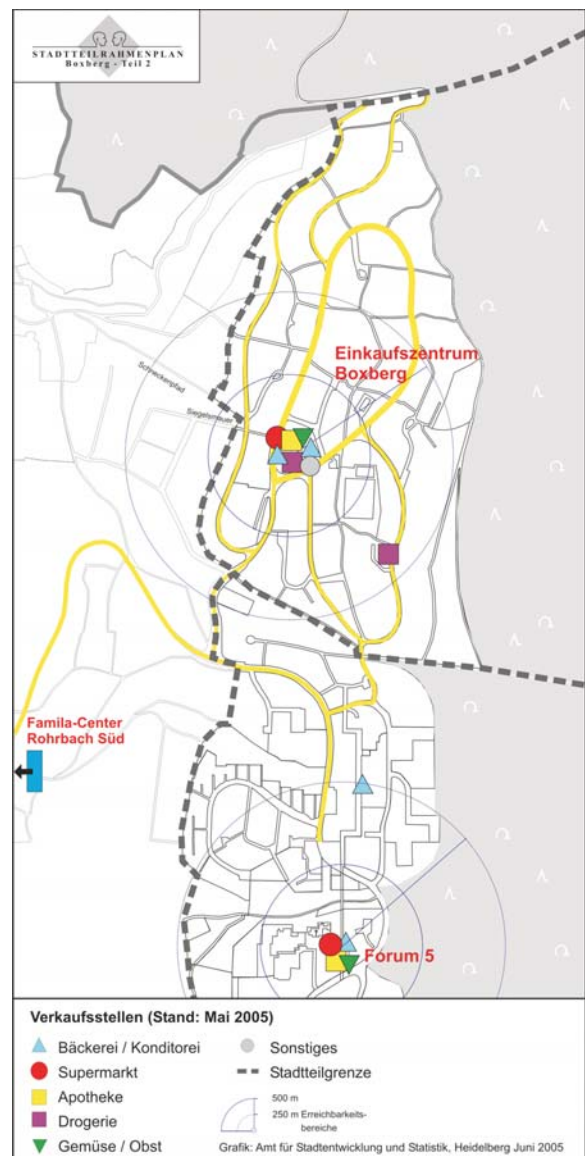 STADTTEILRAHMENPLAN
Boxberg - Teil 2
Einkaufszentrum
Boxberg
Schneckenpfad
Siegelsmauer
Famila-Center
Rohrbach Süd
Forum 5
Verkaufsstellen (Stand: Mai 2005)
Bäckerei / Konditorei
Sonstiges
Supermarkt
Stadtteilgrenze
Apotheke
500 m
250 m Erreichbarkeits-
bereiche
Drogerie
Gemüse / Obst
Grafik: Amt für Stadtentwicklung und Statistik, Heidelberg Juni 2005